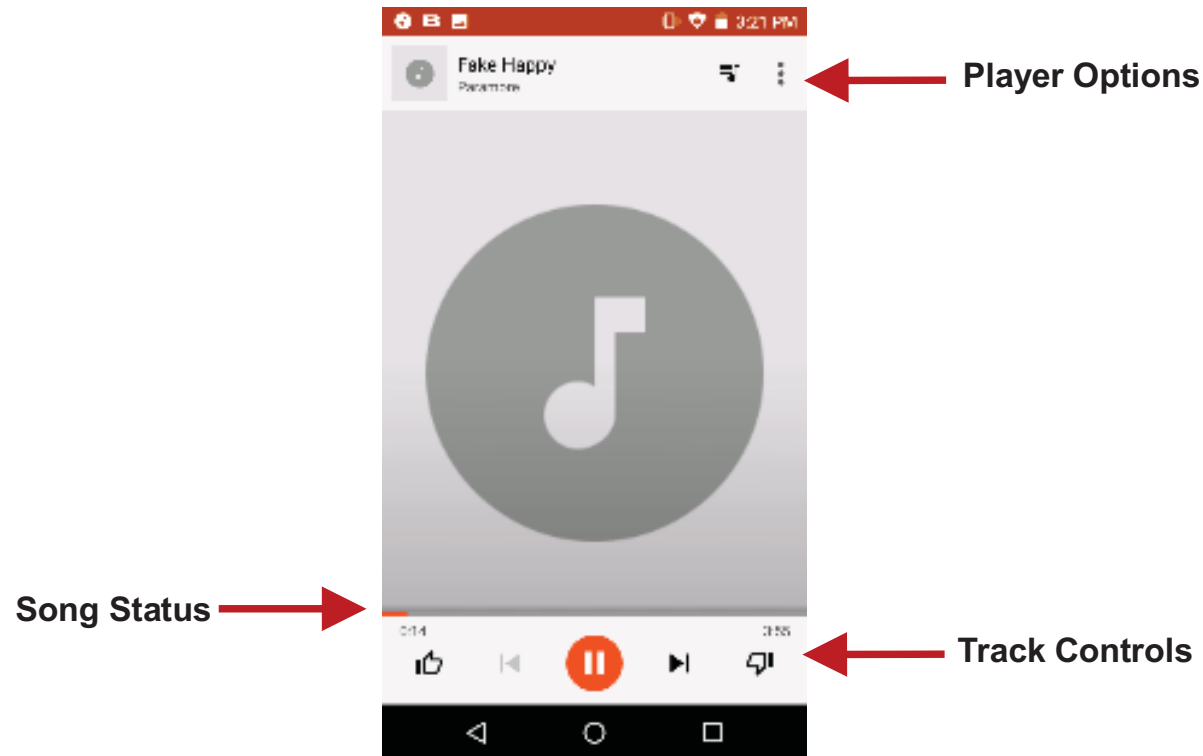 3:21 PM
Fake Happy
Paramore
Player Options
Song Status
0:14
3:55
Track Controls